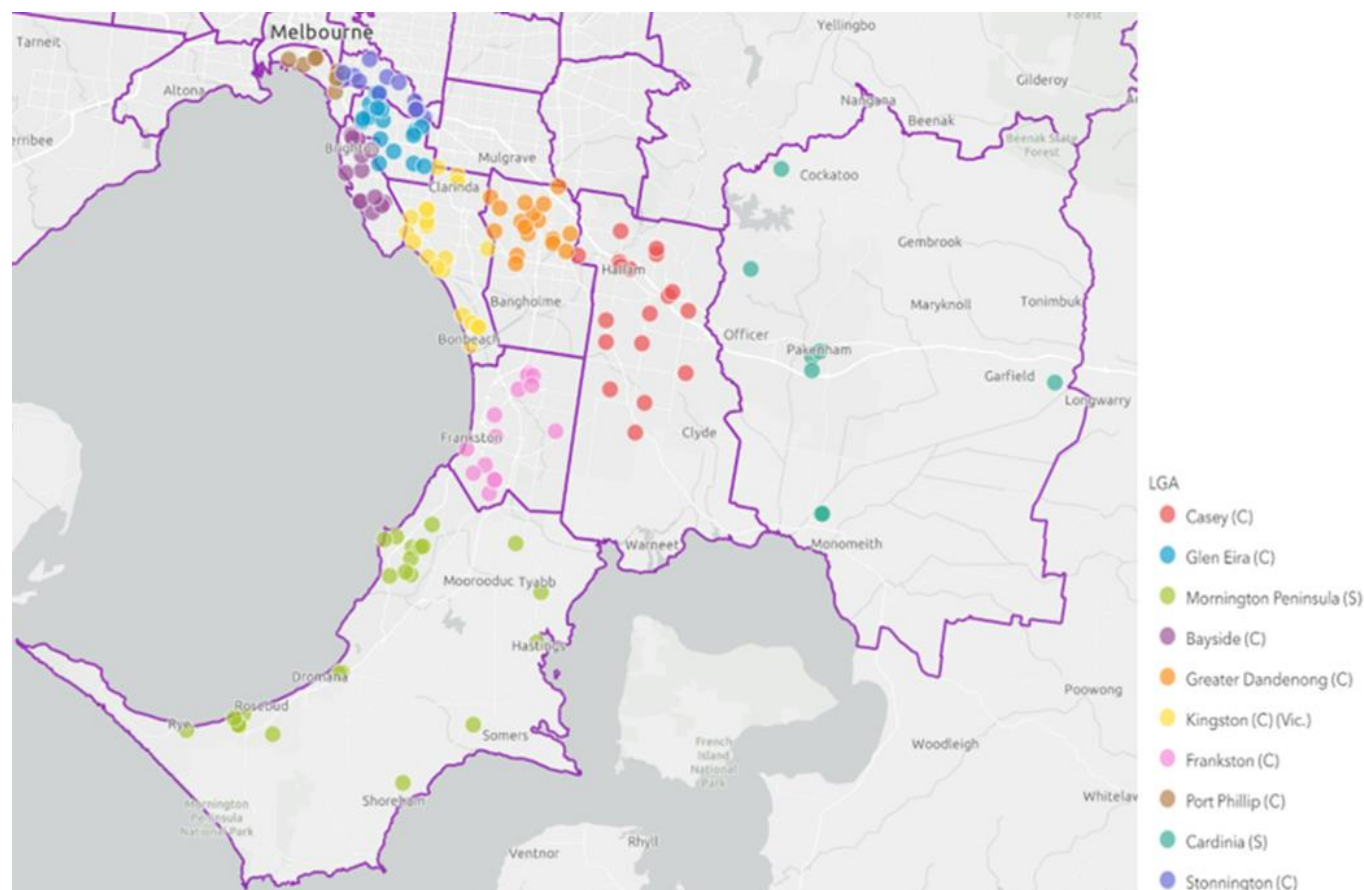 Forest
Yellingbo
Melbourne
Tarneit
Gilderoy
Altona
Nangana
Beenak
erribee
Beenak State
Forest
Brighton
Mulgrave
Cockatoo
Clarinda
Gembrook
Hallam
Bangholme
Maryknoll
Tonimbuk
Bonbeach
Officer
Pakenham
Garfield
Longwarry
Frankston
Clyde
LGA
Casey (C)
Warneet
Monomeith
Glen Eira (C)
Moorooduc Tyabb
Mornington Peninsula (S)
Hastings
Bayside (C)
Dromana
Greater Dandenong (C)
Rosebud
Poowong
Rye
Somers
Kingston (C) (Vic.)
French
Island
National
Park
Woodleigh
Frankston (C)
Shoreham
Mornington
Peninsula
National Park
Whitelaw
Port Phillip (C)
Rhyll
Cardinia (S)
Ventnor
Stonnington (C)